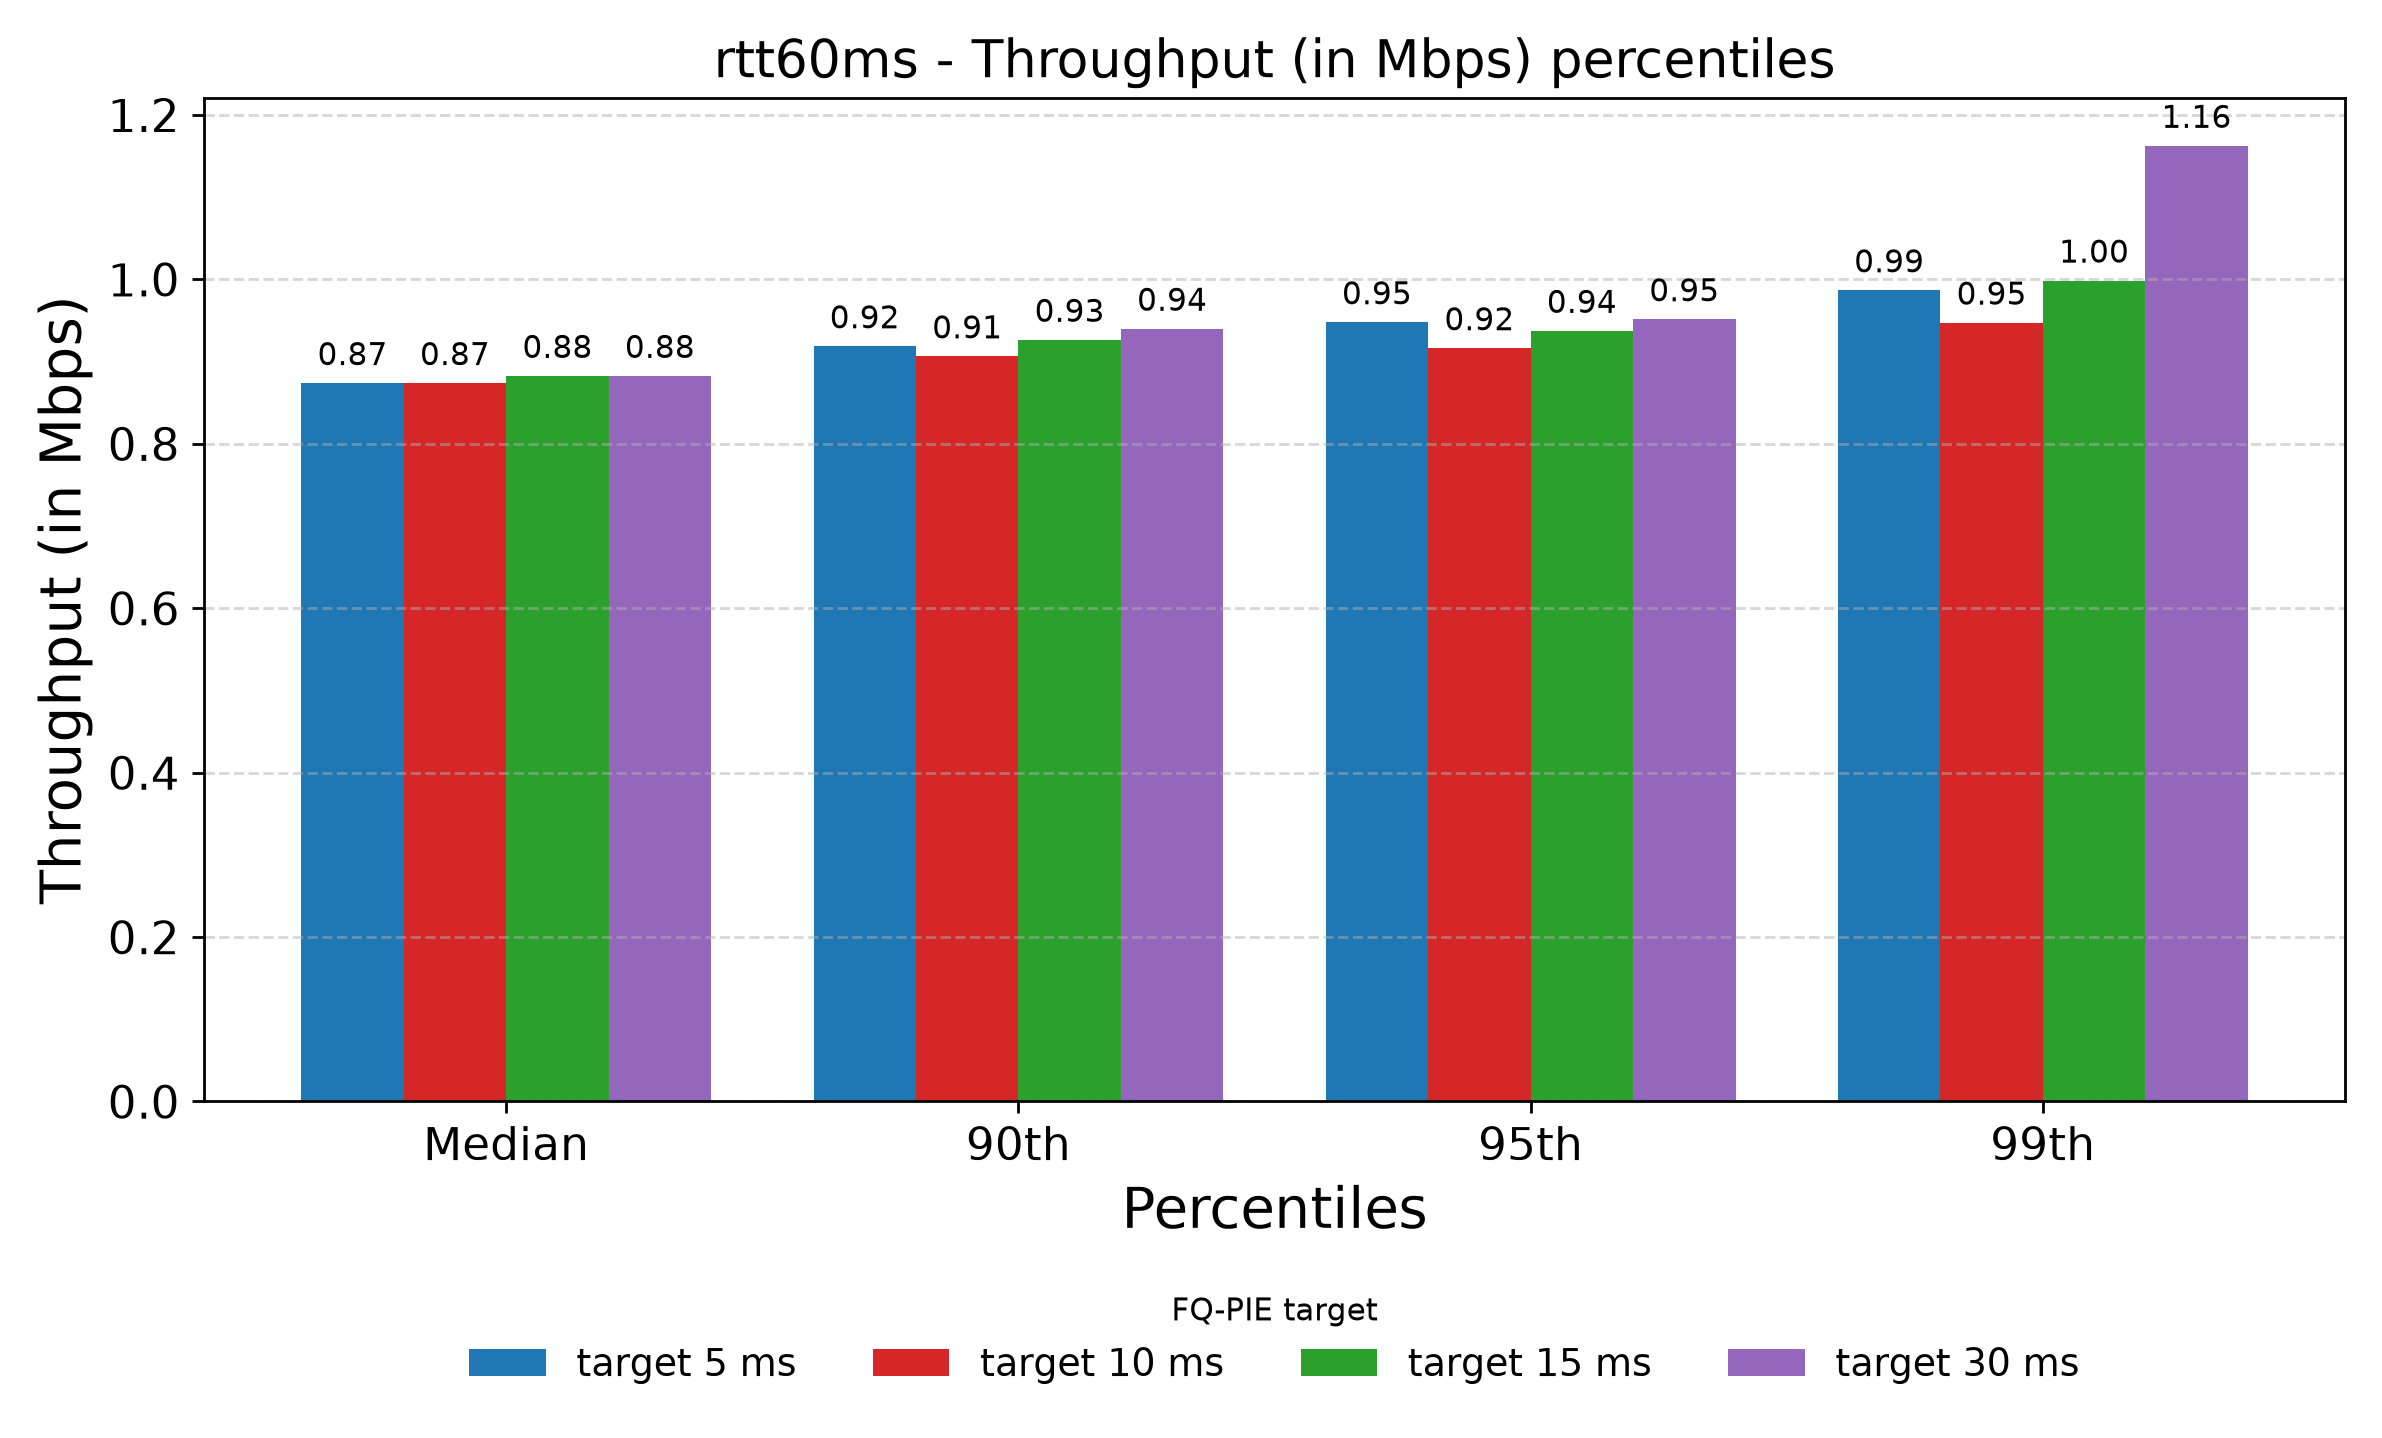 rtt60ms - Throughput (in Mbps) percentiles
Throughput (in Mbps)
1.2
1.0
0.8
0.6
0.4
0.2
0.0
0.87 0.87 0.88 0.88
0.92 0.91 0.93 0.94
0.95 0.92 0.94 0.95
0.99 0.95 1.00 1.16
Median 90th 95th 99th
Percentiles
FQ-PIE target
target 5 ms target 10 ms target 15 ms target 30 ms